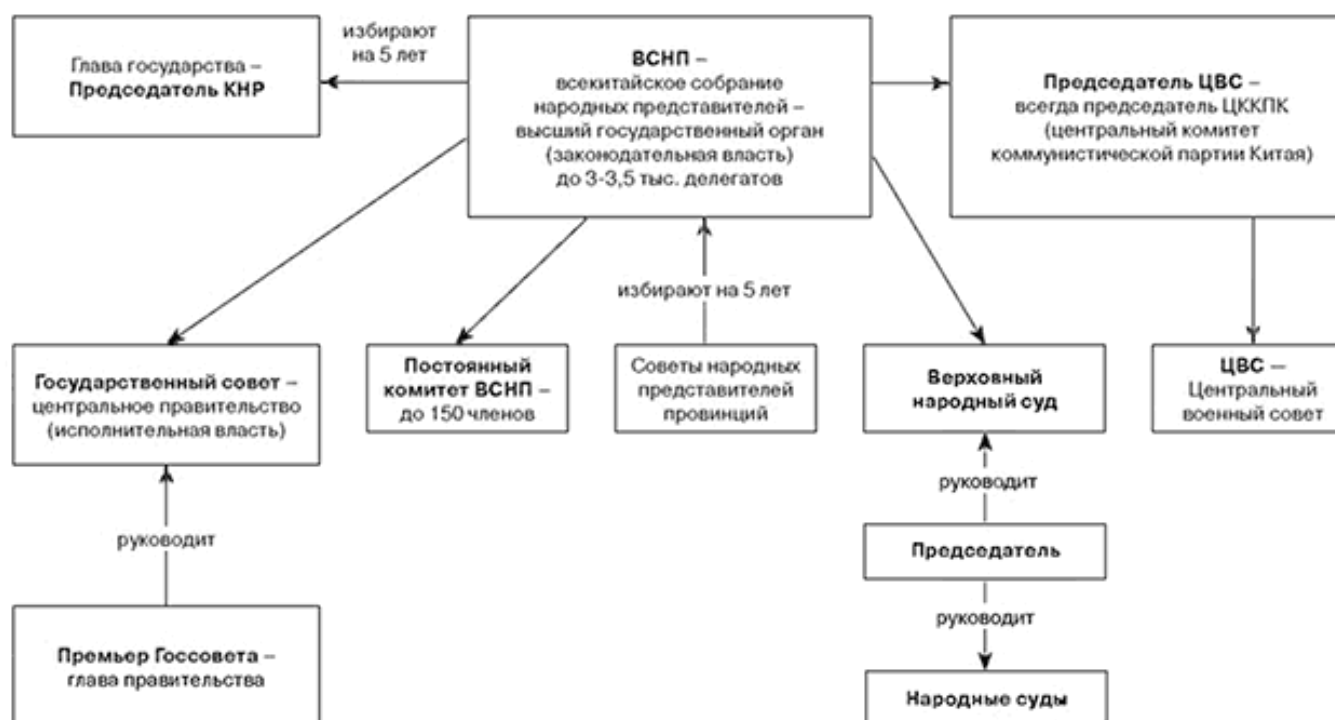 Глава государства –
Председатель КНР
избирают
на 5 лет
ВСНП –
всекитайское собрание
народных представителей –
высший государственный орган
(законодательная власть)
до 3-3,5 тыс. делегатов
Председатель ЦВС –
всегда председатель ЦККПК
(центральный комитет
коммунистической партии Китая)
избирают на 5 лет
Государственный совет –
центральное правительство
(исполнительная власть)
Постоянный
комитет ВСНП –
до 150 членов
Советы народных
представителей
провинций
Верховный
народный суд
ЦВС —
Центральный
военный совет
руководит
Председатель
руководит
Народные суды
руководит
Премьер Госсовета –
глава правительства